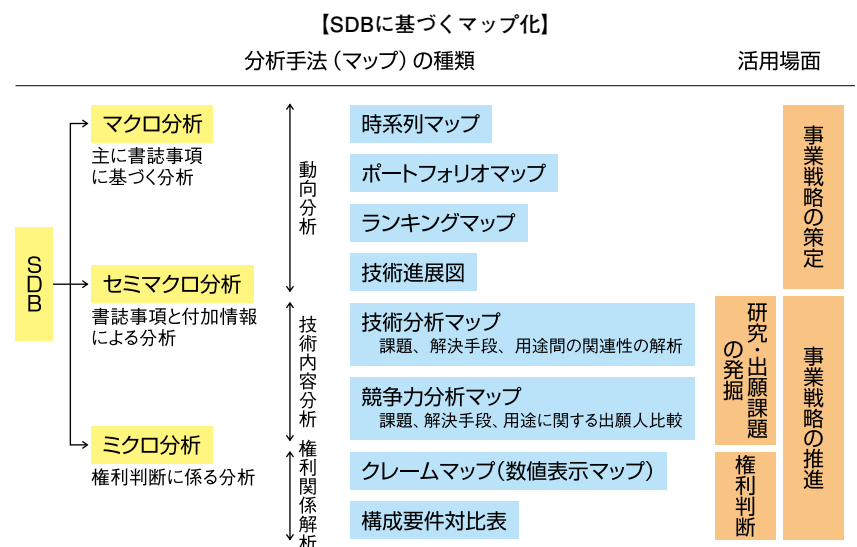 【SDBに基づくマップ化】
分析手法（マップ）の種類
活用場面
SDB
マクロ分析
主に書誌事項
に基づく分析
セミマクロ分析
書誌事項と付加情報
による分析
ミクロ分析
権利判断に係る分析
動向分析
技術内容分析
権利関係解析
時系列マップ
ポートフォリオマップ
ランキングマップ
技術進展図
技術分析マップ
課題、解決手段、用途間の関連性の解析
競争力分析マップ
課題、解決手段、用途に関する出願人比較
クレームマップ（数値表示マップ）
構成要件対比表
事業戦略の策定
研究・出願課題
の発掘
権利判断
事業戦略の推進